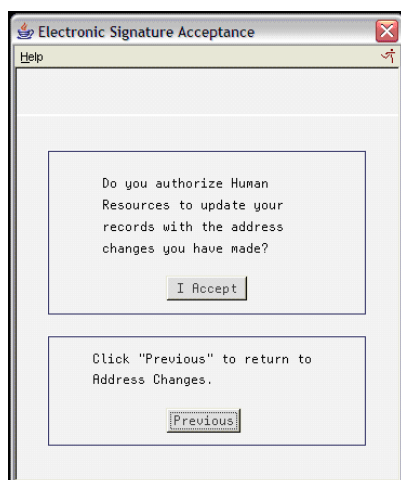 Electronic Signature Acceptance
Help
Do you authorize Human
Resources to update your
records with the address
changes you have made?
I Accept
Click "Previous" to return to
Address Changes.
Previous